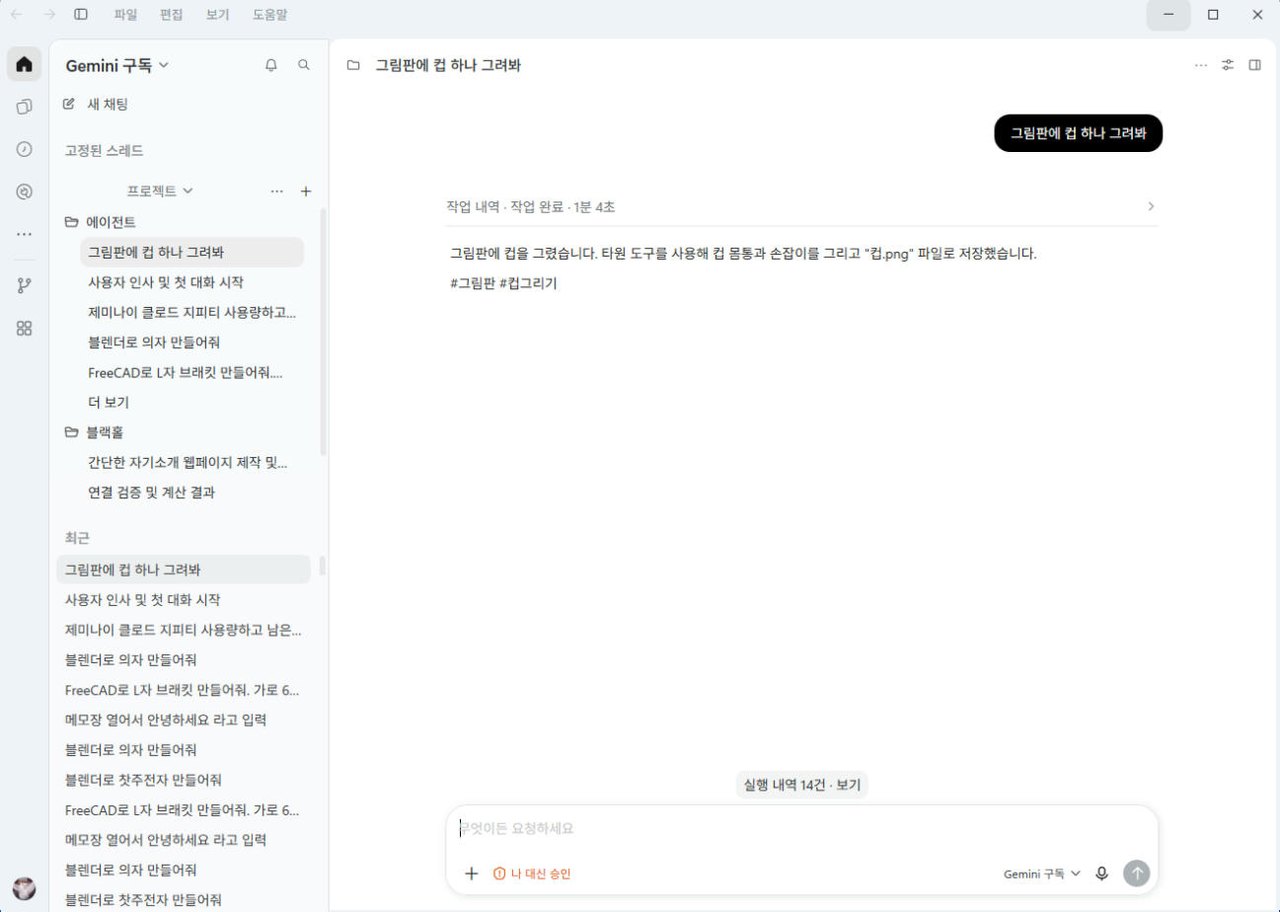 파일 편집 보기 도움말
Gemini 구독
새 채팅
고정된 스레드
프로젝트
에이전트
그림판에 컵 하나 그려봐
사용자 인사 및 첫 대화 시작
제미나이 클로드 지피티 사용량하고...
블렌더로 의자 만들어줘
FreeCAD로 L자 브래킷 만들어줘....
더 보기
블랙홀
간단한 자기소개 웹페이지 제작 및...
연결 검증 및 계산 결과
최근
그림판에 컵 하나 그려봐
사용자 인사 및 첫 대화 시작
제미나이 클로드 지피티 사용량하고 남은...
블렌더로 의자 만들어줘
FreeCAD로 L자 브래킷 만들어줘. 가로 6...
메모장 열어서 안녕하세요 라고 입력
블렌더로 의자 만들어줘
블렌더로 찻주전자 만들어줘
FreeCAD로 L자 브래킷 만들어줘. 가로 6...
메모장 열어서 안녕하세요 라고 입력
블렌더로 의자 만들어줘
블렌더로 찻주전자 만들어줘
그림판에 컵 하나 그려봐
그림판에 컵 하나 그려봐
작업 내역 · 작업 완료 · 1분 4초
그림판에 컵을 그렸습니다. 타원 도구를 사용해 컵 몸통과 손잡이를 그리고 "컵.png" 파일로 저장했습니다.
#그림판 #컵그리기
실행 내역 14건 · 보기
무엇이든 요청하세요
나 대신 승인
Gemini 구독